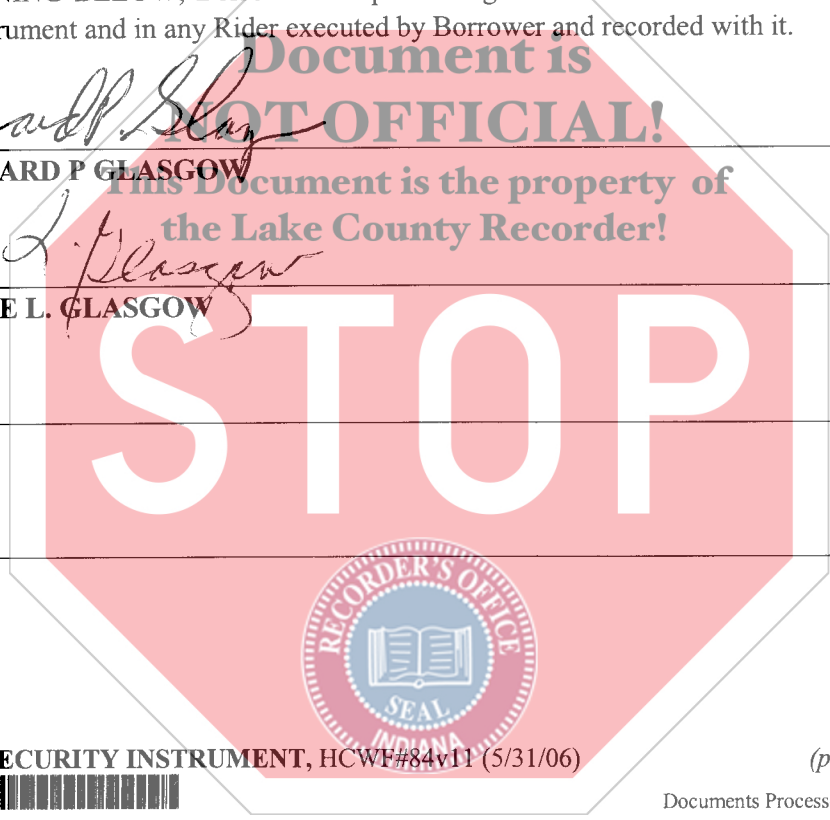 rument and in any Rider executed by Borrower and recorded with it.
Document is
NOT OFFICIAL!
ARD P GLASGOW
This Document is the property of
the Lake County Recorder!
L. Glasgow
E L. GLASGOW
STOP
RECORDER'S OFFICE
SEAL
INDIANA
ECURITY INSTRUMENT, HCWF#84v11 (5/31/06)
(p
Documents Process